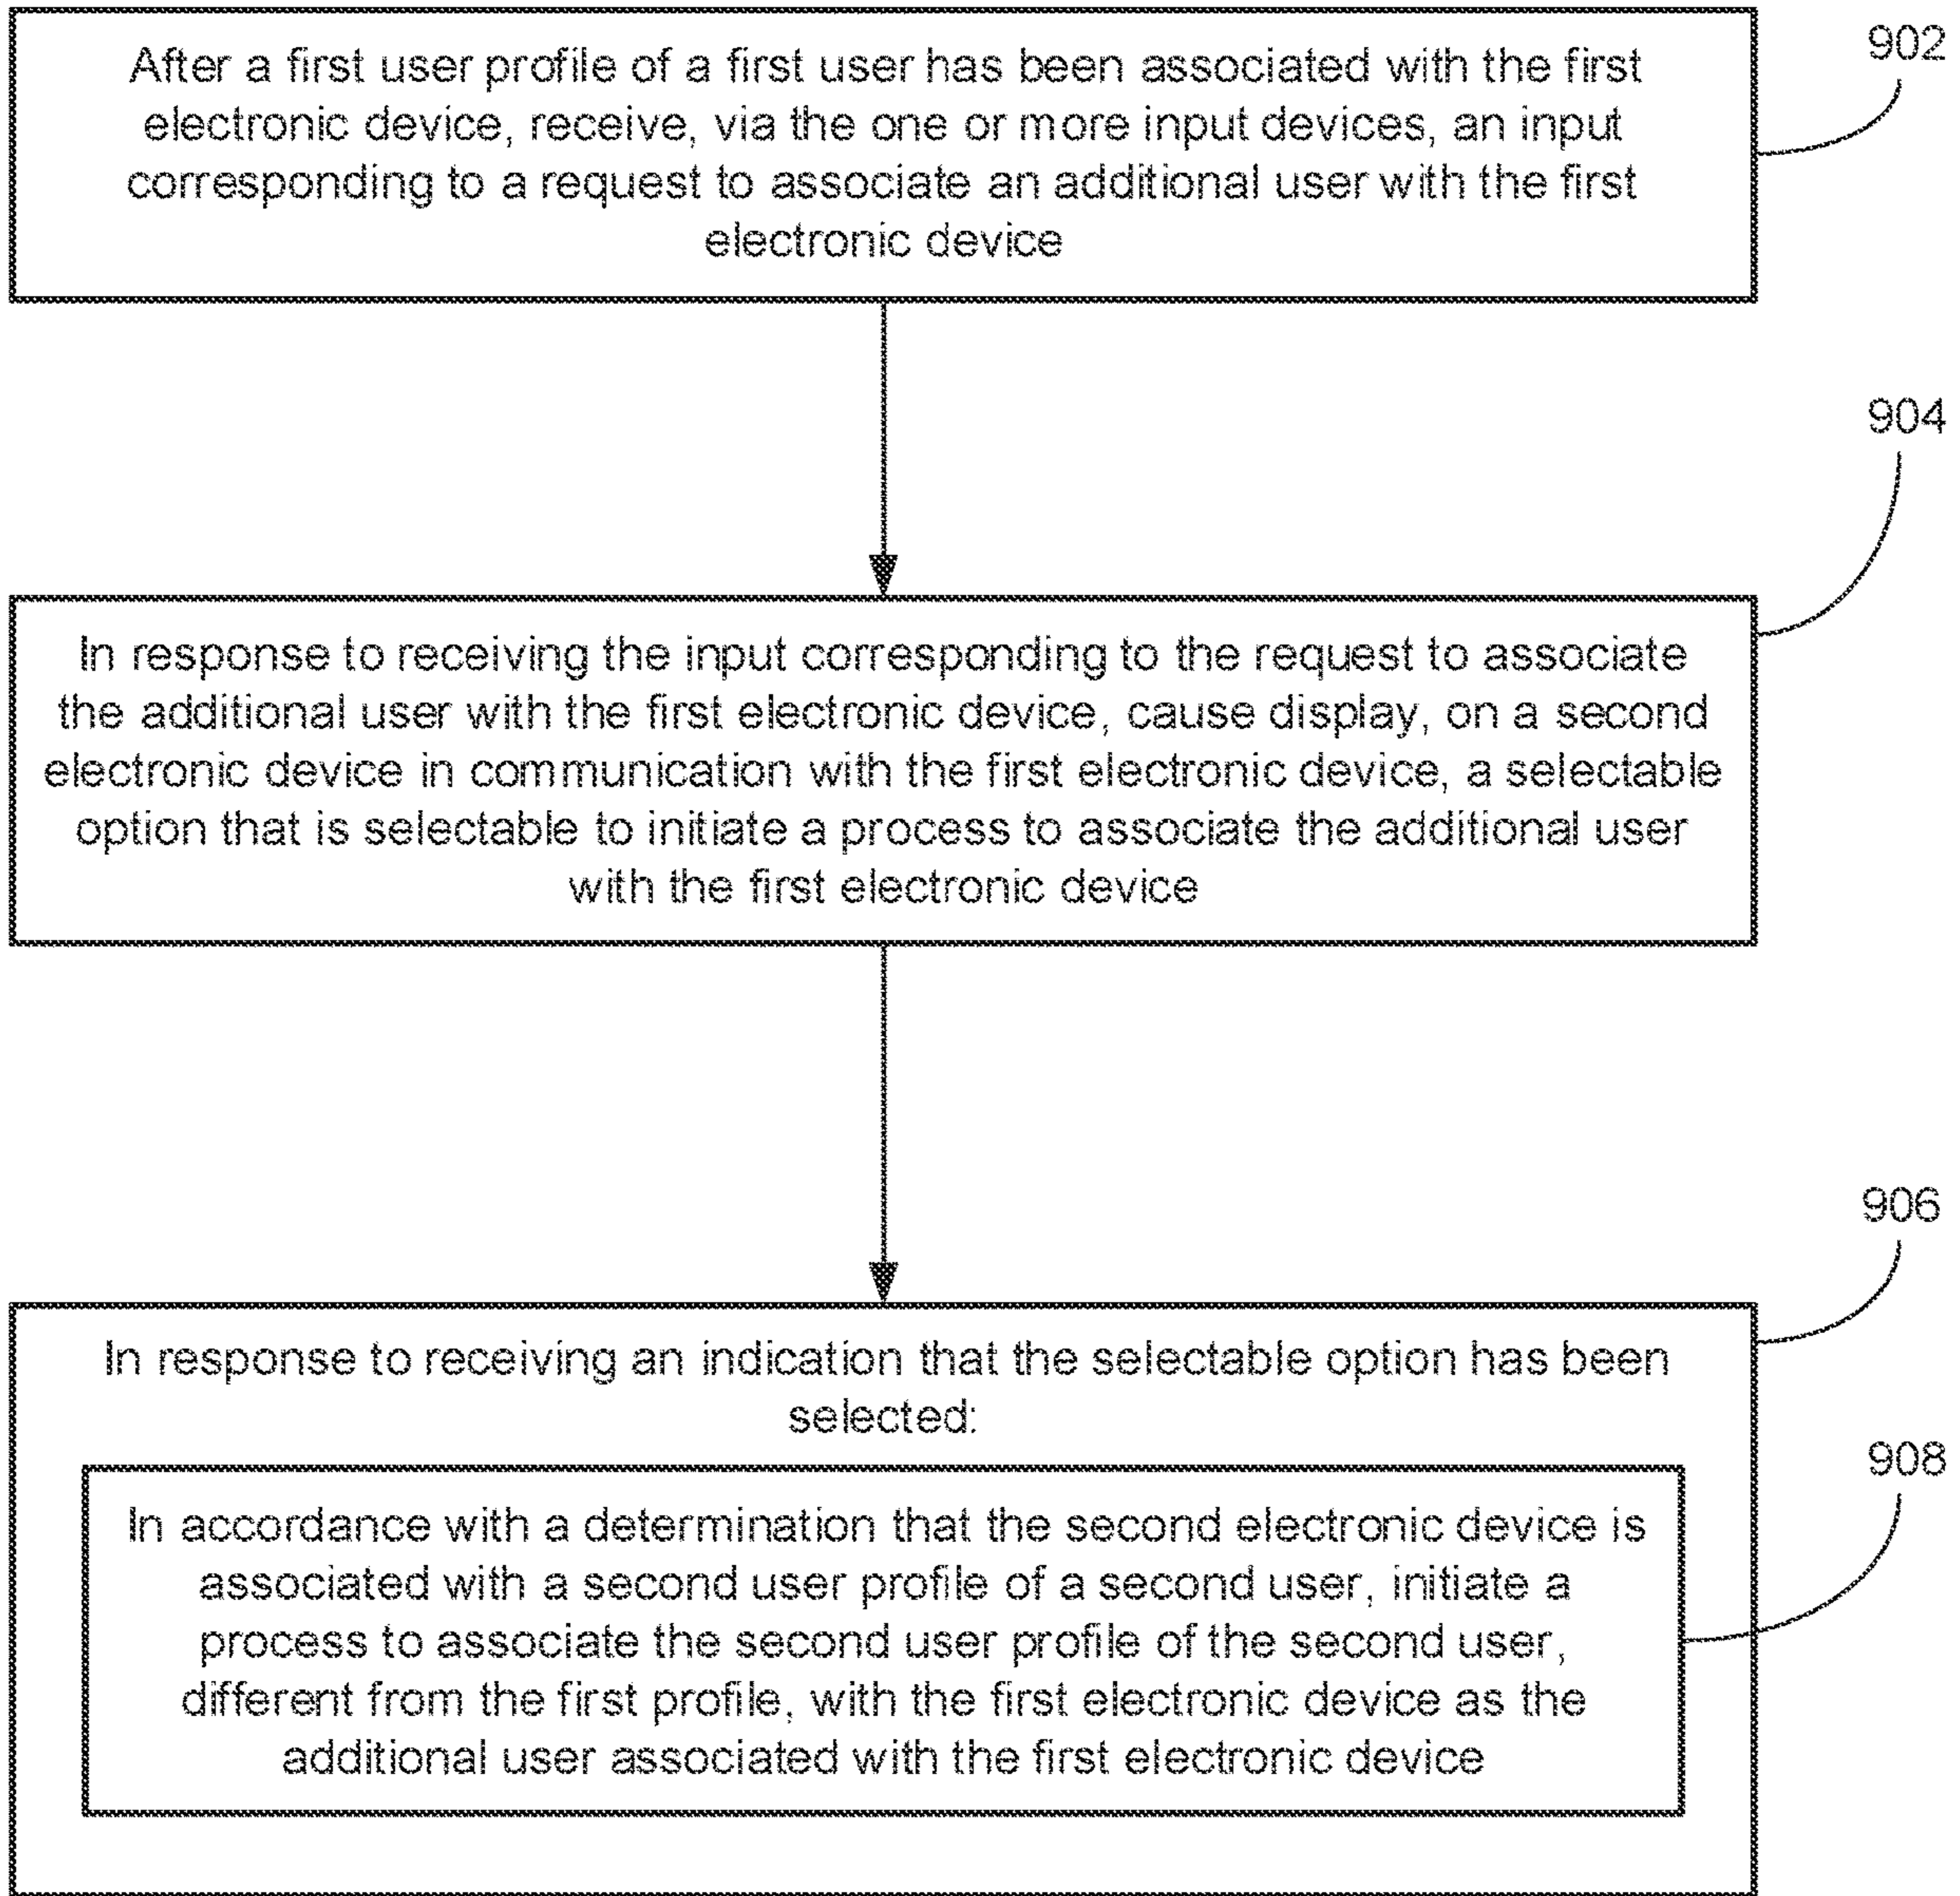 After a first user profile of a first user has been associated with the first
electronic device, receive, via the one or more input devices, an input
corresponding to a request to associate an additional user with the first
electronic device
902
In response to receiving the input corresponding to the request to associate
the additional user with the first electronic device, cause display, on a second
electronic device in communication with the first electronic device, a selectable
option that is selectable to initiate a process to associate the additional user
with the first electronic device
904
In response to receiving an indication that the selectable option has been
selected:
906
In accordance with a determination that the second electronic device is
associated with a second user profile of a second user, initiate a
process to associate the second user profile of the second user,
different from the first profile, with the first electronic device as the
additional user associated with the first electronic device
908